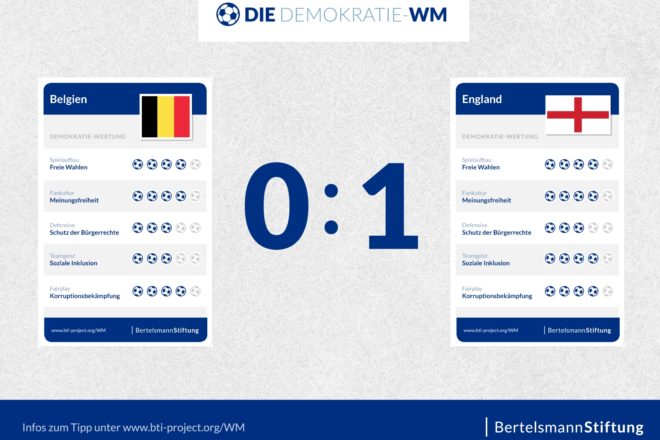 DIE DEMOKRATIE-WM
Belgien
DEMOKRATIE-WERTUNG
Spielaufbau
Freie Wahlen
Fankultur
Meinungsfreiheit
Defensive
Schutz der Bürgerrechte
Teamgeist
Soziale Inklusion
Fairplay
Korruptionsbekämpfung
www.bti-project.org/WM
BertelsmannStiftung
0:1
England
DEMOKRATIE-WERTUNG
Spielaufbau
Freie Wahlen
Fankultur
Meinungsfreiheit
Defensive
Schutz der Bürgerrechte
Teamgeist
Soziale Inklusion
Fairplay
Korruptionsbekämpfung
www.bti-project.org/WM
BertelsmannStiftung
Infos zum Tipp unter www.bti-project.org/WM
BertelsmannStiftung